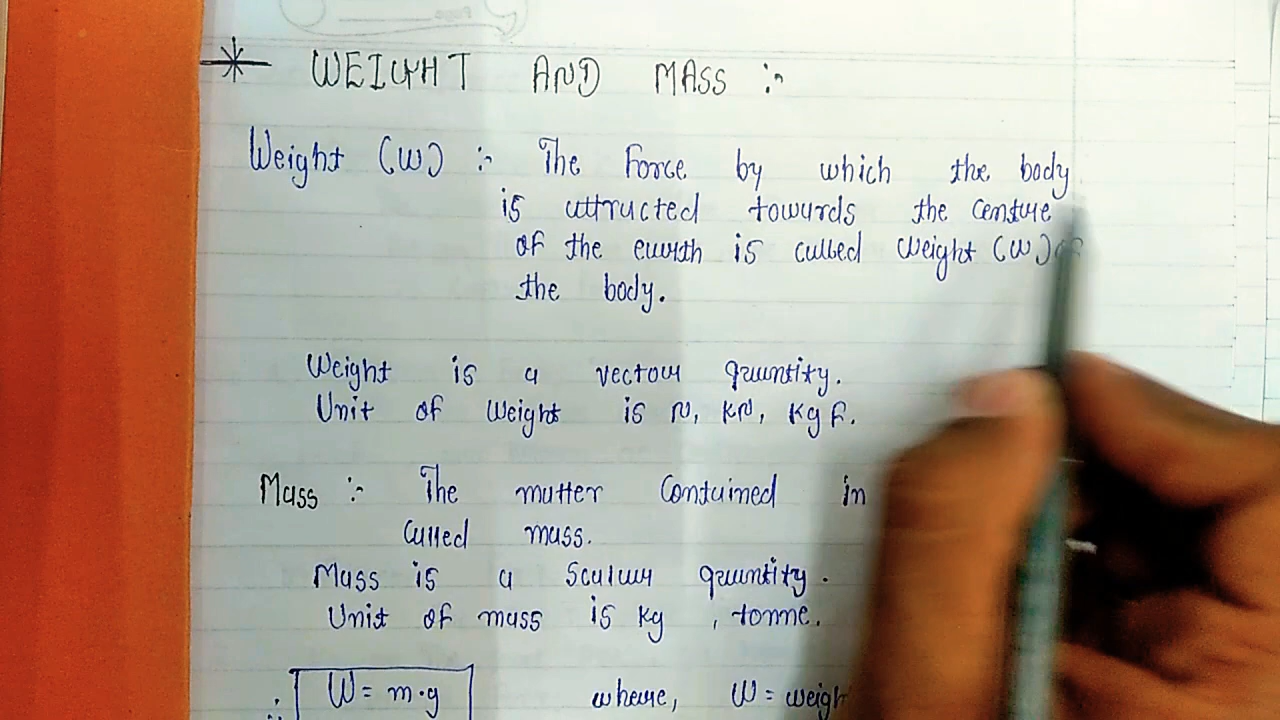 * WEIGHT AND MASS :-
Weight (W) :- The Force by which the body
is attracted towards the centre
of the earth is called weight (W) of
the body.
Weight is a vector quantity.
Unit of weight is N, kN, kgf.
Mass :- The matter contained in
called mass.
Mass is a Scalar quantity.
Unit of mass is kg, tonne.
∴ W = m·g where, W = weight